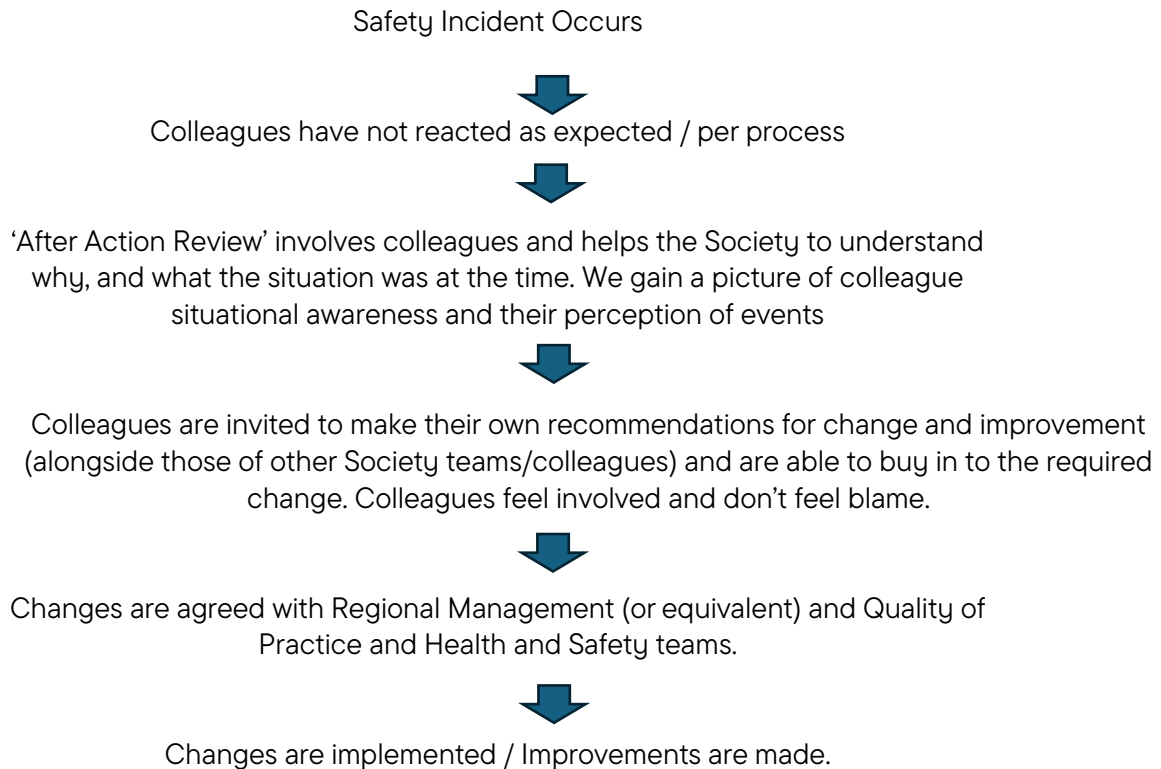 Safety Incident Occurs
Colleagues have not reacted as expected / per process
‘After Action Review’ involves colleagues and helps the Society to understand
why, and what the situation was at the time. We gain a picture of colleague
situational awareness and their perception of events
Colleagues are invited to make their own recommendations for change and improvement
(alongside those of other Society teams/colleagues) and are able to buy in to the required
change. Colleagues feel involved and don’t feel blame.
Changes are agreed with Regional Management (or equivalent) and Quality of
Practice and Health and Safety teams.
Changes are implemented / Improvements are made.